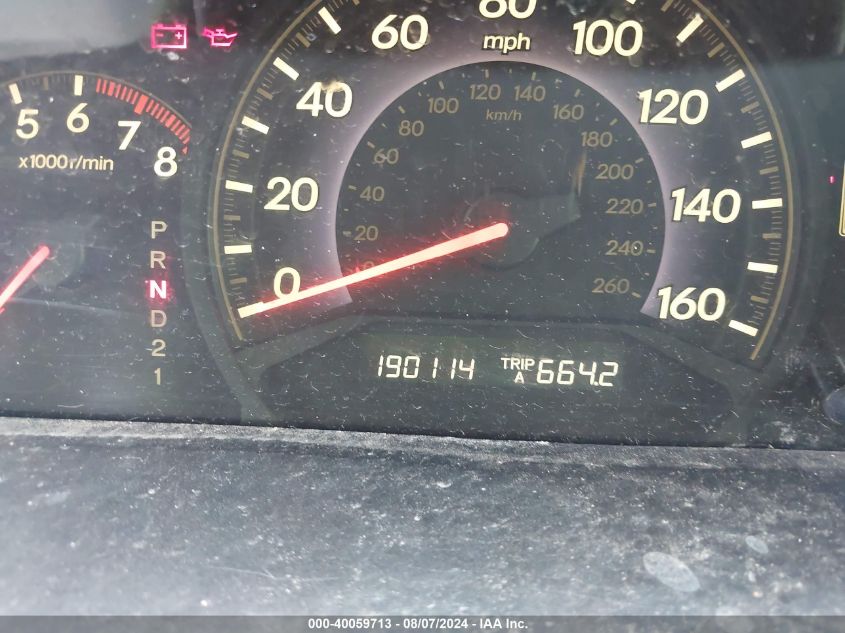 5 6 7 8
x1000 r/min
P
R
N
D
2
1
0 20 40 60 80 100 120 140 160
mph
20 40 60 80 100 120 140 160 180 200 220 240 260
km/h
190114 TRIP A 664.2
000-40059713 - 08/07/2024 - IAA Inc.